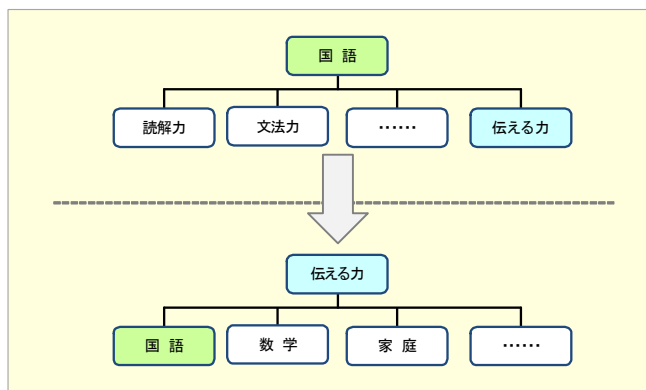 国 語
読解力 文法力 ‥‥‥ 伝える力
伝える力
国 語 数 学 家 庭 ‥‥‥